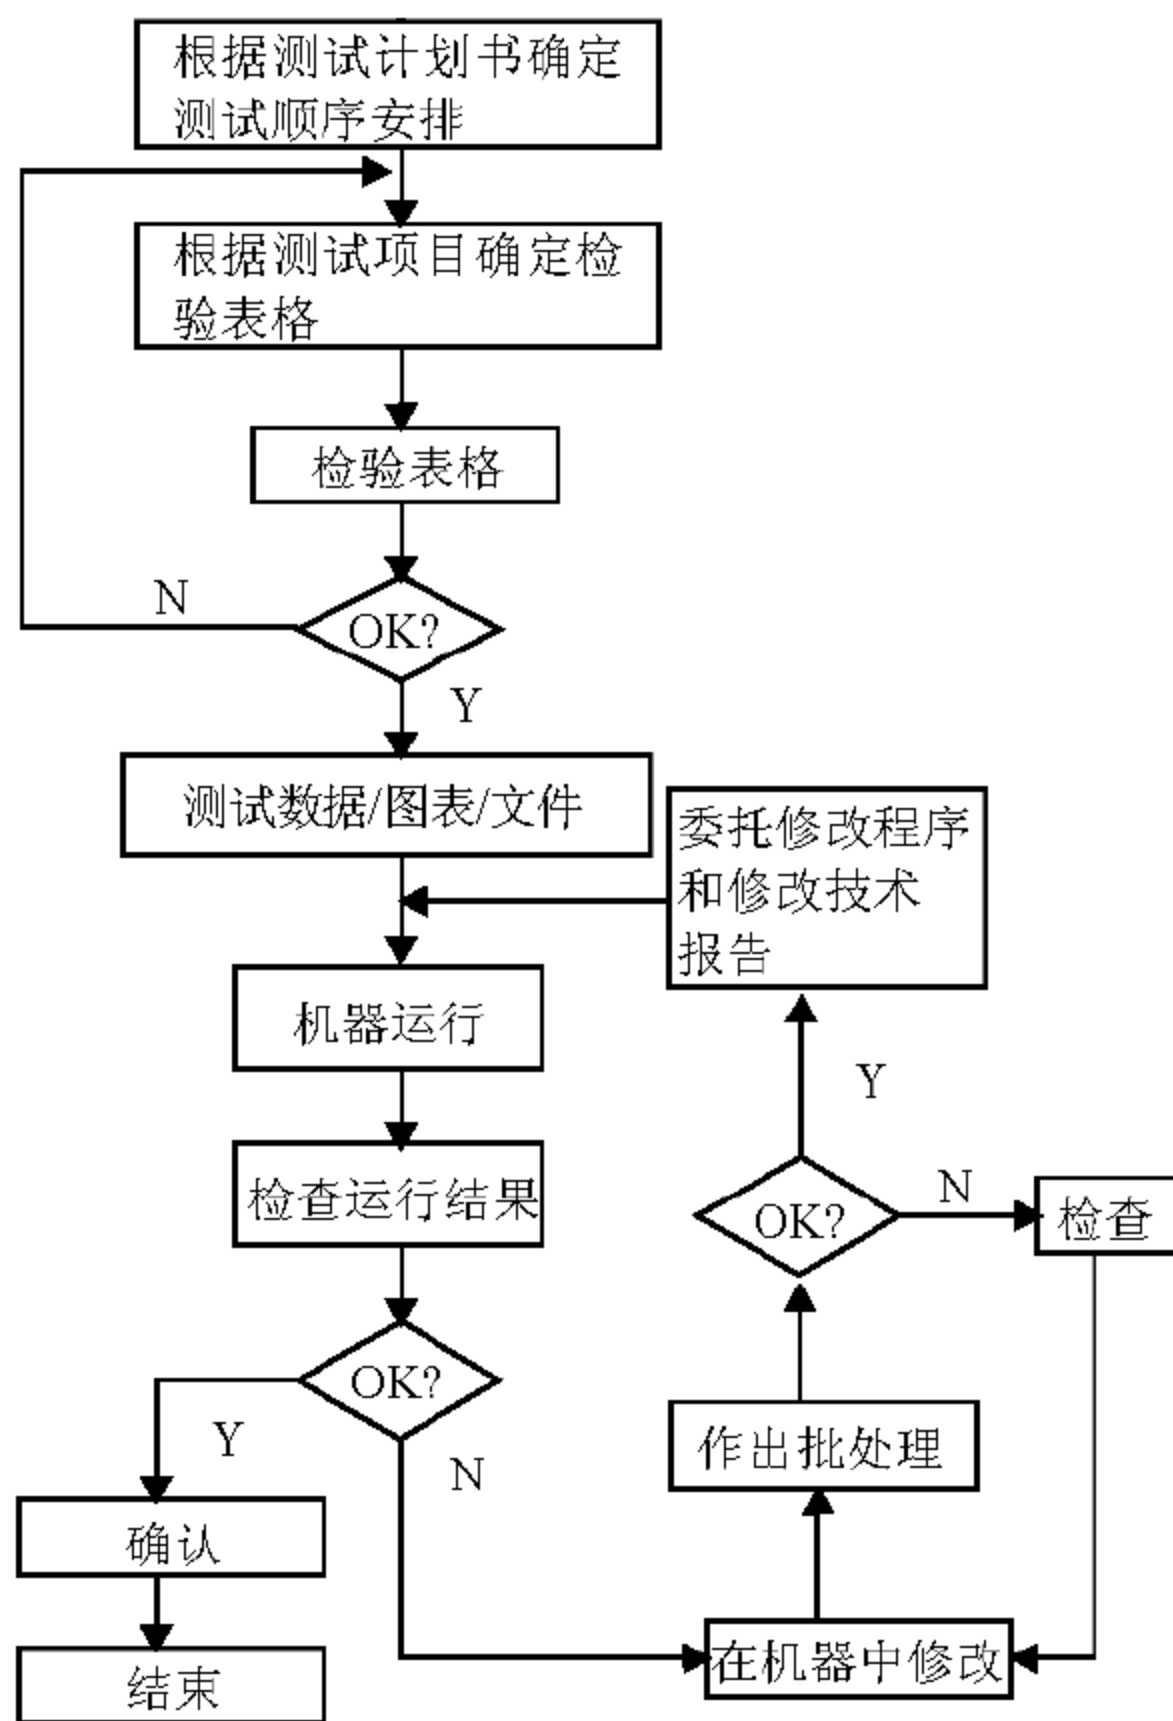 根据测试计划书确定
测试顺序安排
根据测试项目确定检
验表格
检验表格
N
OK?
Y
测试数据/图表/文件
委托修改程序
和修改技术
报告
机器运行
Y
检查运行结果
OK?
N
检查
OK?
Y
N
作出批处理
确认
在机器中修改
结束